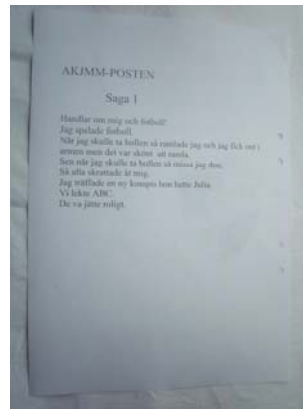 AKJMM-POSTEN
Saga 1
Handlar om mig och fotboll!
Jag spelade fotboll.
När jag skulle ta bollen så ramlade jag och jag fick ont i
armen men det var skönt att ramla.
Sen när jag skulle ta bollen så missa jag den.
Så alla skrattade åt mig.
Jag träffade en ny kompis hon hette Julia.
Vi lekte ABC.
De va jätte roligt.